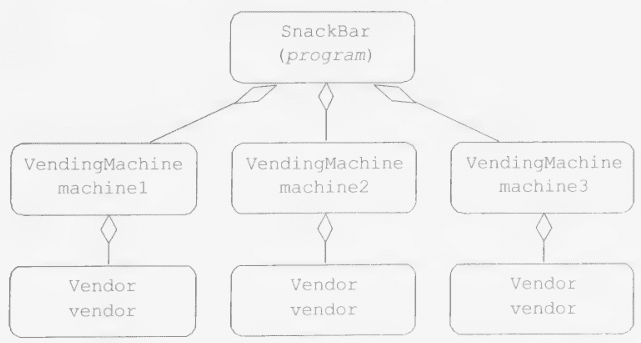 SnackBar
(program)
VendingMachine
machine1
VendingMachine
machine2
VendingMachine
machine3
Vendor
vendor
Vendor
vendor
Vendor
vendor